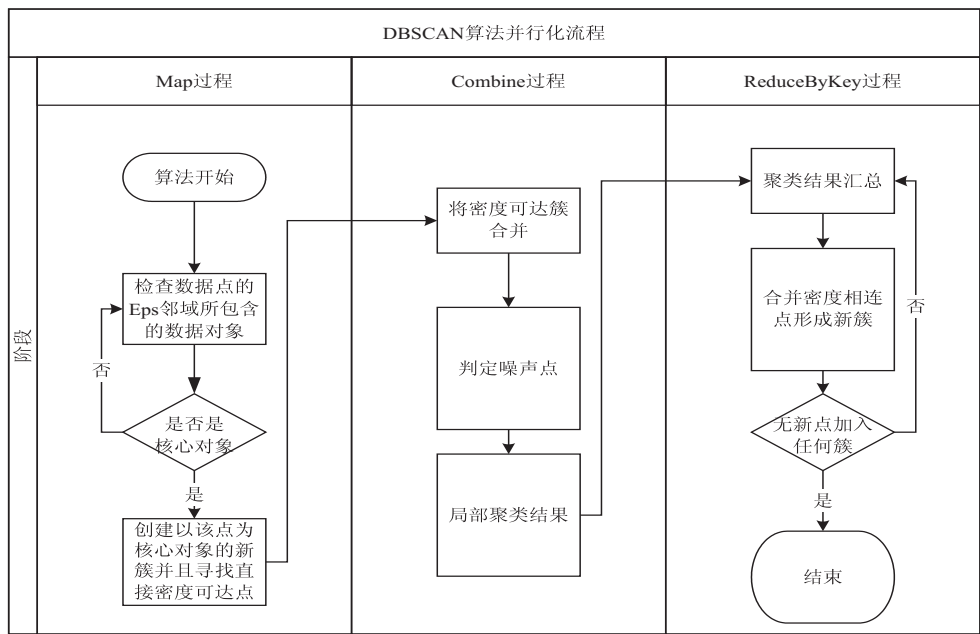 DBSCAN算法并行化流程
阶段
Map过程
Combine过程
ReduceByKey过程
算法开始
检查数据点的
Eps邻域所包含
的数据对象
否
是否是
核心对象
是
创建以该点为
核心对象的新
簇并且寻找直
接密度可达点
将密度可达簇
合并
判定噪声点
局部聚类结果
聚类结果汇总
合并密度相连
点形成新簇
否
无新点加入
任何簇
是
结束